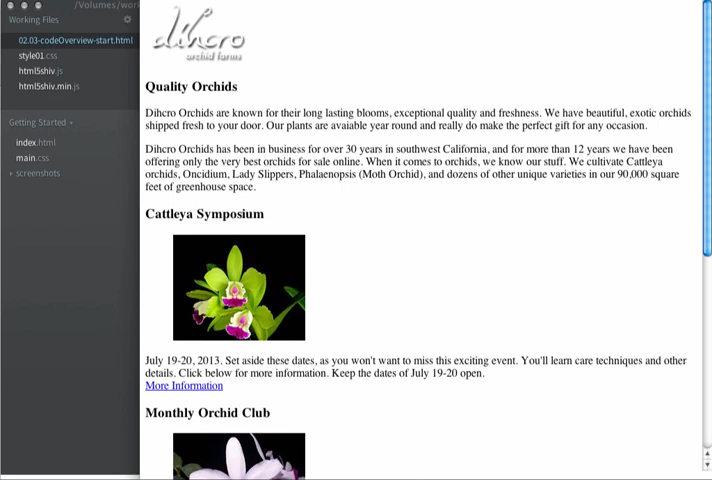 /Volumes/wor
Working Files
02.03-codeOverview-start.html
style01.css
html5shiv.js
html5shiv.min.js
Getting Started
index.html
main.css
screenshots
dihcro
orchid farms
Quality Orchids
Dihcro Orchids are known for their long lasting blooms, exceptional quality and freshness. We have beautiful, exotic orchids
shipped fresh to your door. Our plants are avaiable year round and really do make the perfect gift for any occasion.
Dihcro Orchids has been in business for over 30 years in southwest California, and for more than 12 years we have been
offering only the very best orchids for sale online. When it comes to orchids, we know our stuff. We cultivate Cattleya
orchids, Oncidium, Lady Slippers, Phalaenopsis (Moth Orchid), and dozens of other unique varieties in our 90,000 square
feet of greenhouse space.
Cattleya Symposium
July 19-20, 2013. Set aside these dates, as you won't want to miss this exciting event. You'll learn care techniques and other
details. Click below for more information. Keep the dates of July 19-20 open.
More Information
Monthly Orchid Club